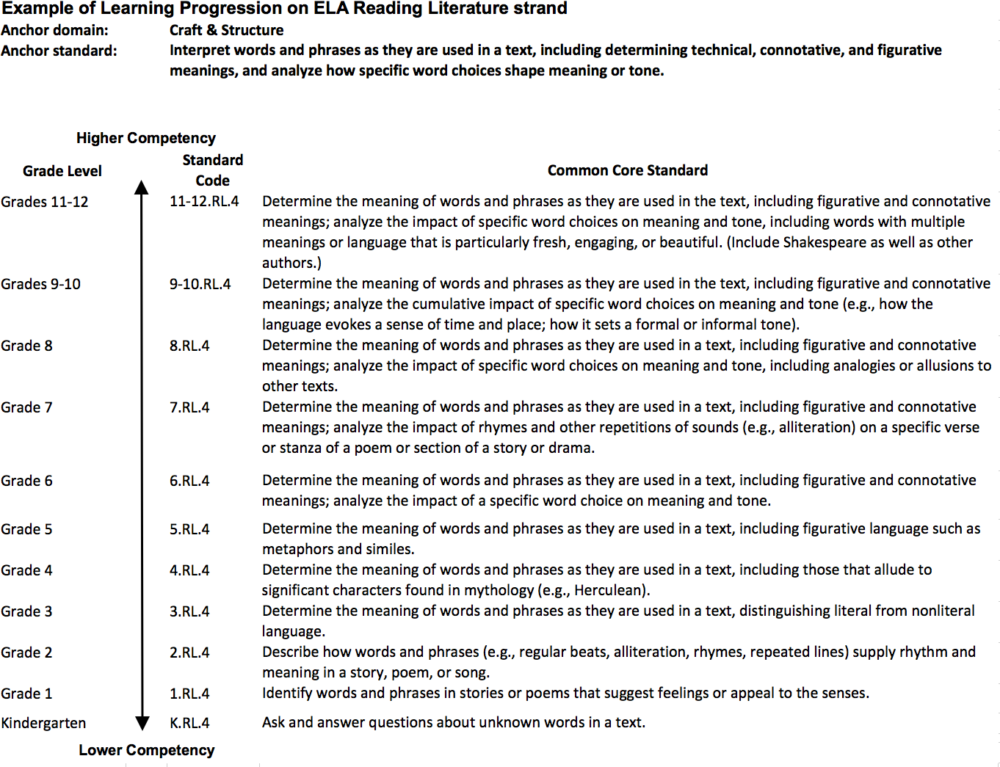 Example of Learning Progression on ELA Reading Literature strand
Anchor domain: Craft & Structure
Anchor standard: Interpret words and phrases as they are used in a text, including determining technical, connotative, and figurative
meanings, and analyze how specific word choices shape meaning or tone.
Higher Competency
Grade Level Standard Code Common Core Standard
Grades 11-12 11-12.RL.4 Determine the meaning of words and phrases as they are used in the text, including figurative and connotative
meanings; analyze the impact of specific word choices on meaning and tone, including words with multiple
meanings or language that is particularly fresh, engaging, or beautiful. (Include Shakespeare as well as other
authors.)
Grades 9-10 9-10.RL.4 Determine the meaning of words and phrases as they are used in the text, including figurative and connotative
meanings; analyze the cumulative impact of specific word choices on meaning and tone (e.g., how the
language evokes a sense of time and place; how it sets a formal or informal tone).
Grade 8 8.RL.4 Determine the meaning of words and phrases as they are used in a text, including figurative and connotative
meanings; analyze the impact of specific word choices on meaning and tone, including analogies or allusions to
other texts.
Grade 7 7.RL.4 Determine the meaning of words and phrases as they are used in a text, including figurative and connotative
meanings; analyze the impact of rhymes and other repetitions of sounds (e.g., alliteration) on a specific verse
or stanza of a poem or section of a story or drama.
Grade 6 6.RL.4 Determine the meaning of words and phrases as they are used in a text, including figurative and connotative
meanings; analyze the impact of a specific word choice on meaning and tone.
Grade 5 5.RL.4 Determine the meaning of words and phrases as they are used in a text, including figurative language such as
metaphors and similes.
Grade 4 4.RL.4 Determine the meaning of words and phrases as they are used in a text, including those that allude to
significant characters found in mythology (e.g., Herculean).
Grade 3 3.RL.4 Determine the meaning of words and phrases as they are used in a text, distinguishing literal from nonliteral
language.
Grade 2 2.RL.4 Describe how words and phrases (e.g., regular beats, alliteration, rhymes, repeated lines) supply rhythm and
meaning in a story, poem, or song.
Grade 1 1.RL.4 Identify words and phrases in stories or poems that suggest feelings or appeal to the senses.
Kindergarten K.RL.4 Ask and answer questions about unknown words in a text.
Lower Competency